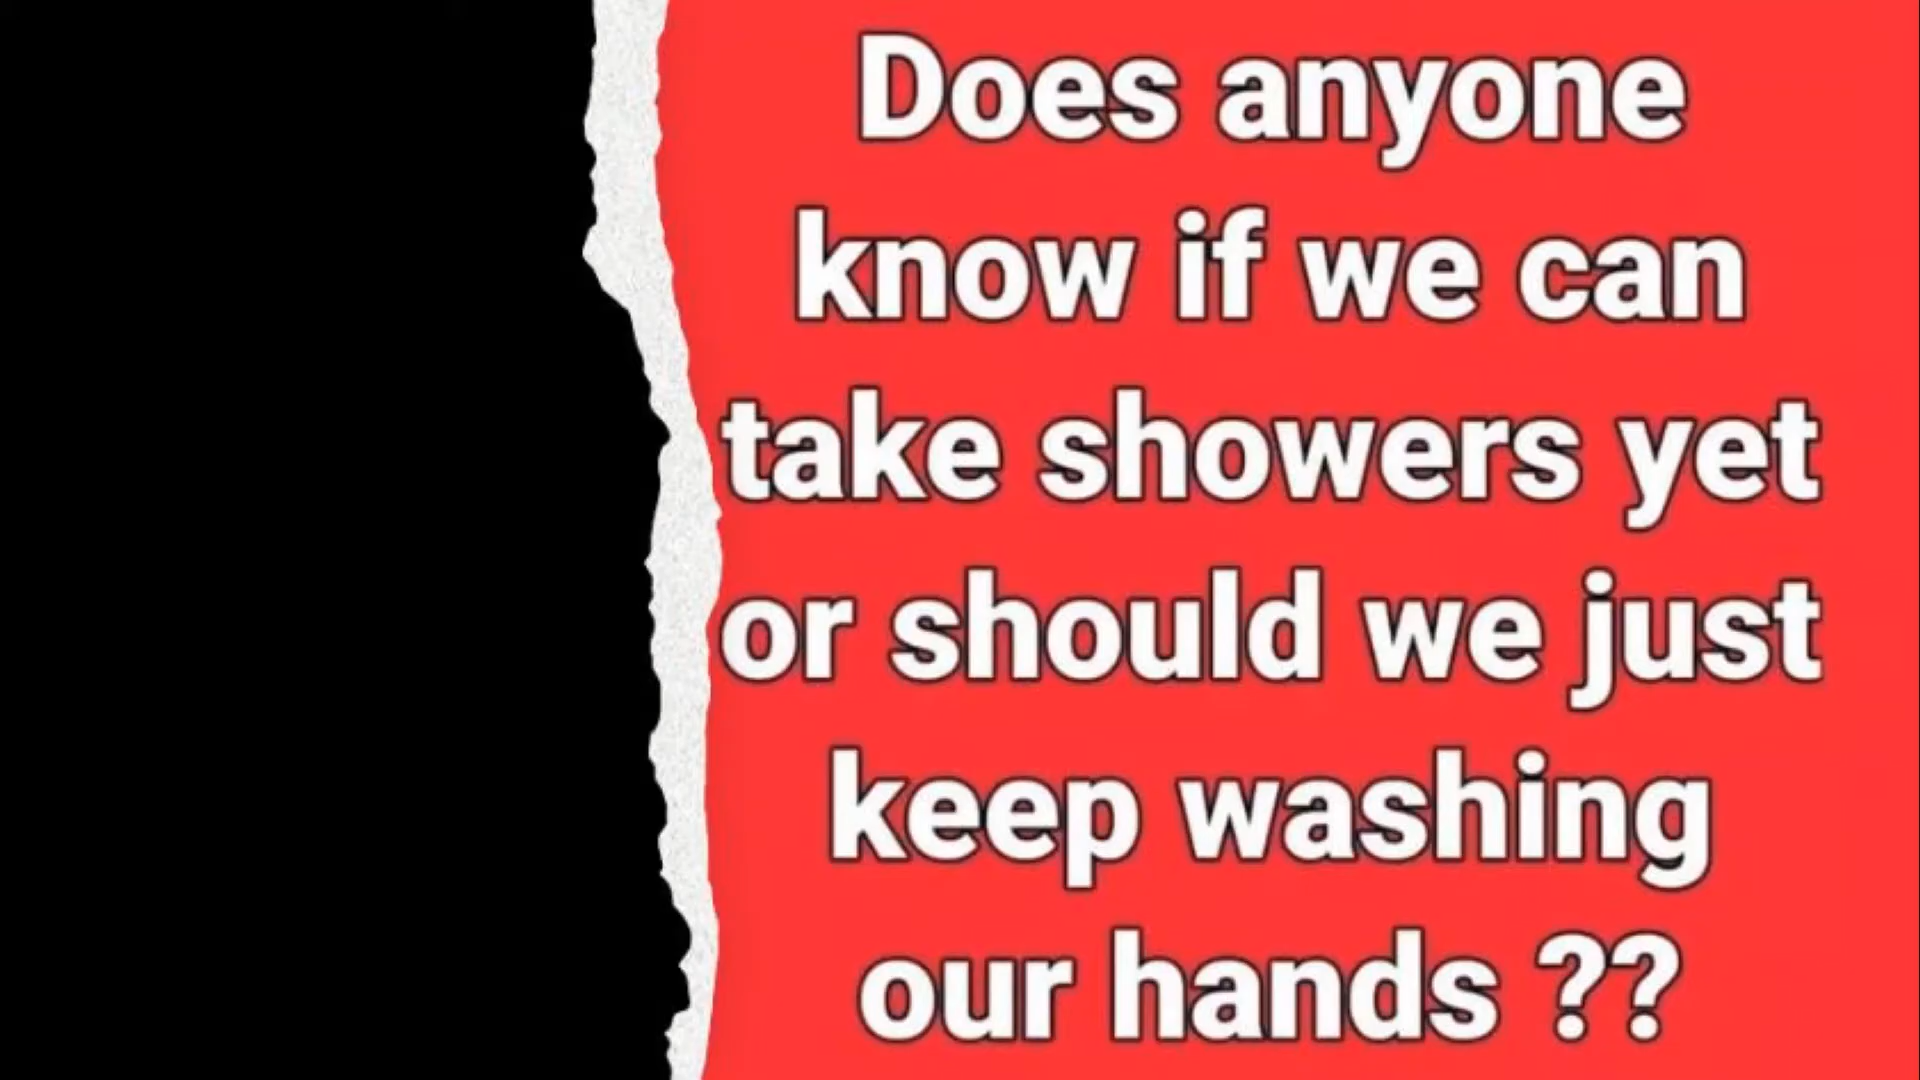 Does anyone
know if we can
take showers yet
or should we just
keep washing
our hands ??